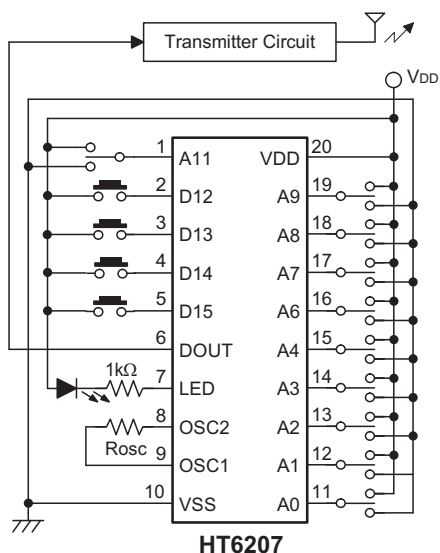 Transmitter Circuit
VDD
1 A11 VDD 20
2 D12 A9 19
3 D13 A8 18
4 D14 A7 17
5 D15 A6 16
6 DOUT A4 15
1kΩ 7 LED A3 14
8 OSC2 A2 13
Rosc 9 OSC1 A1 12
10 VSS A0 11
HT6207